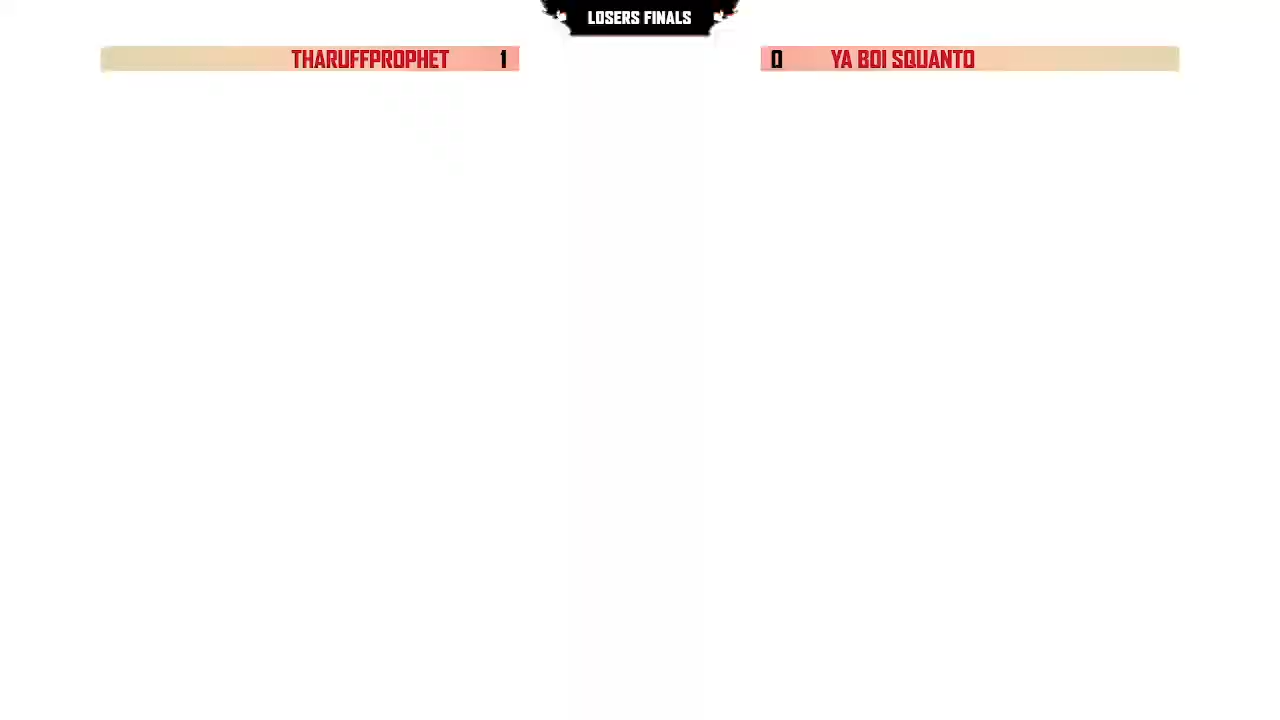 LOSERS FINALS
THARUFFPROPHET 1
0 YA BOI SQUANTO